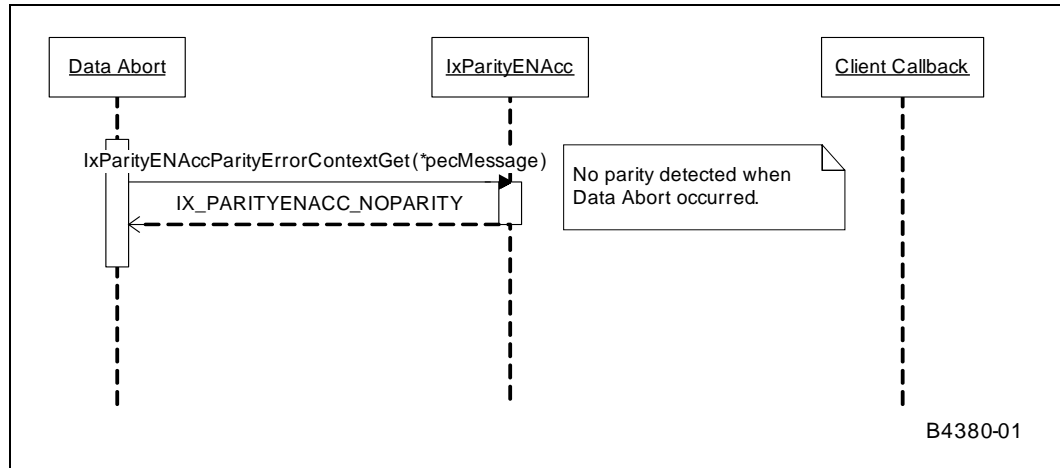 Data Abort
IxParityENAcc
Client Callback
IxParityENAccParityErrorContextGet(*pecMessage)
No parity detected when
Data Abort occurred.
IX_PARITYENACC_NOPARITY
B4380-01